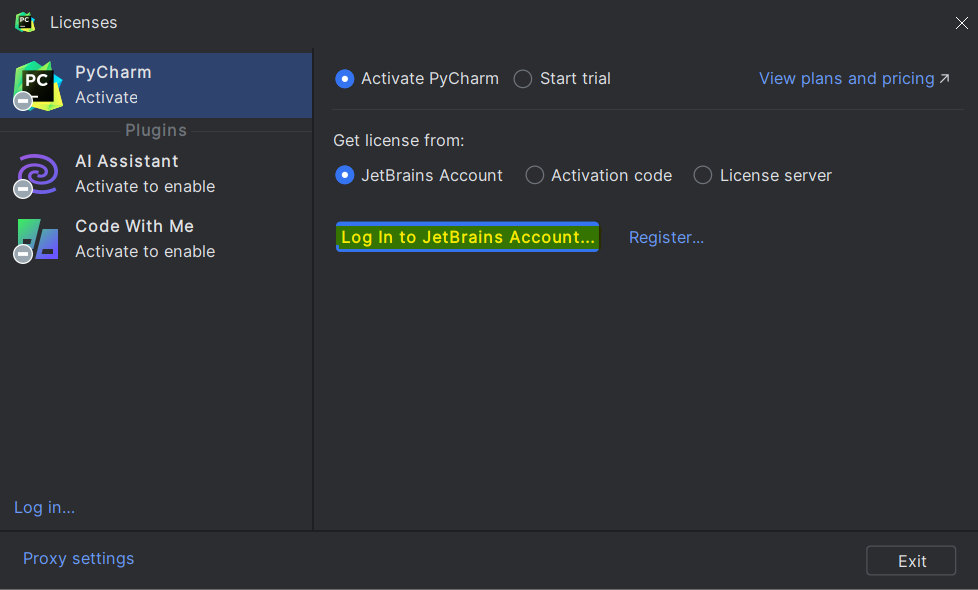 Licenses
PyCharm
Activate
Plugins
AI Assistant
Activate to enable
Code With Me
Activate to enable
Log in...
Activate PyCharm Start trial View plans and pricing ↗
Get license from:
JetBrains Account Activation code License server
Log In to JetBrains Account... Register...
Proxy settings
Exit
PC
PC